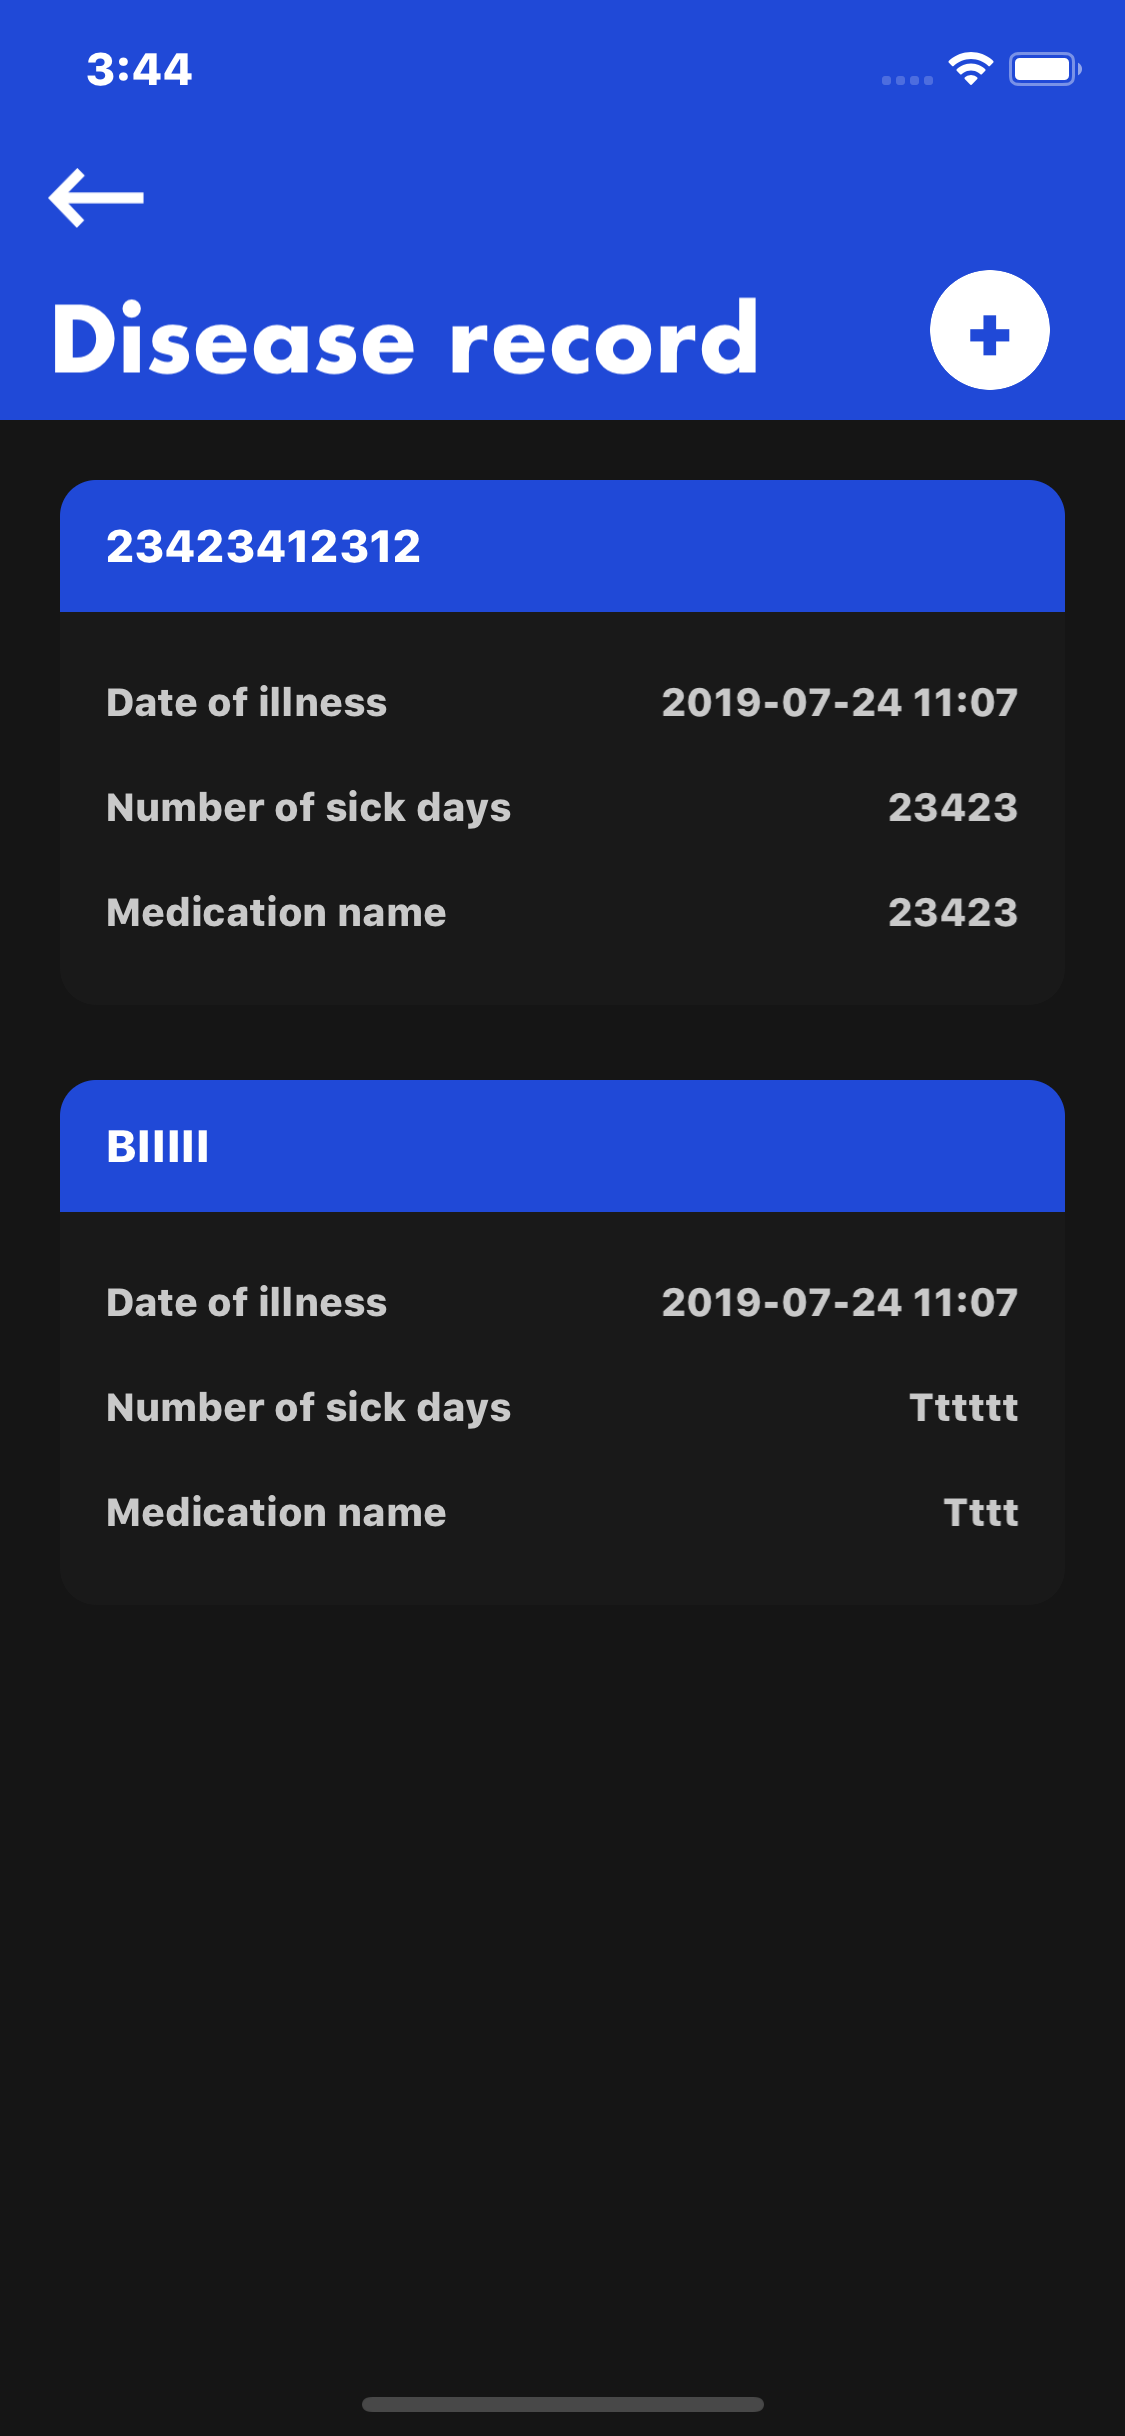 3:44
Disease record
23423412312
Date of illness 2019-07-24 11:07
Number of sick days 23423
Medication name 23423
Date of illness 2019-07-24 11:07
Number of sick days Tttttt
Medication name Tttt